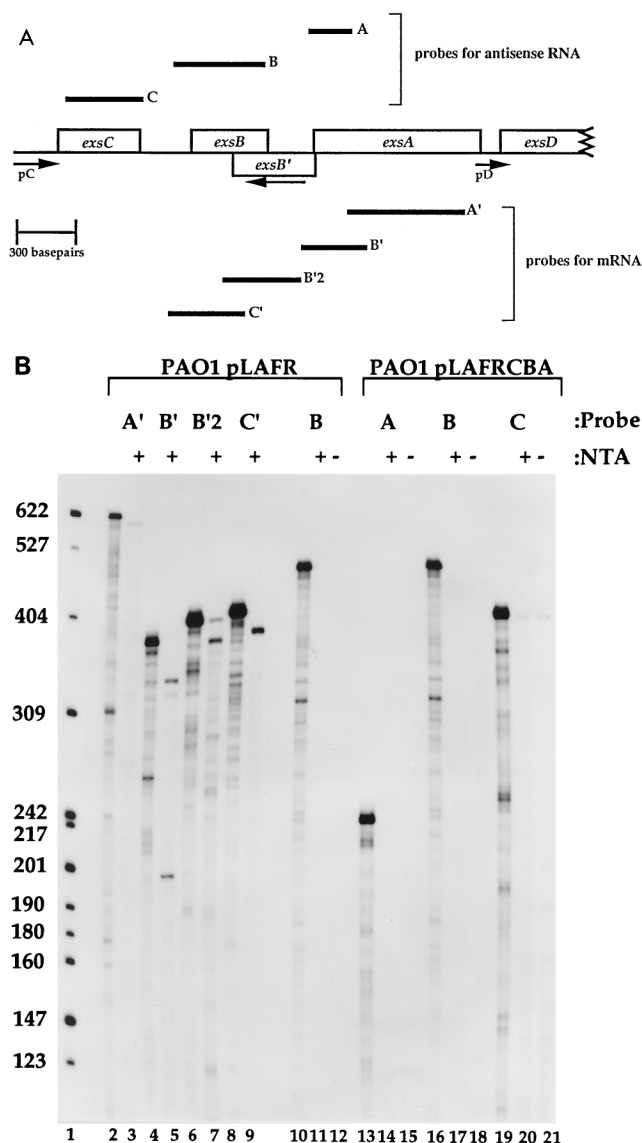 A
A
probes for antisense RNA
B
C
exsC exsB exsA exsD
pC exsB' pD
300 basepairs
A'
B'
probes for mRNA
B'2
C'
B
PAO1 pLAFR PAO1 pLAFRCBA
A' B' B'2 C' B A B C :Probe
+ + + + + - + - + - + - :NTA
622
527
404
309
242
217
201
190
180
160
147
123
1 2 3 4 5 6 7 8 9 10 11 12 13 14 15 16 17 18 19 20 21